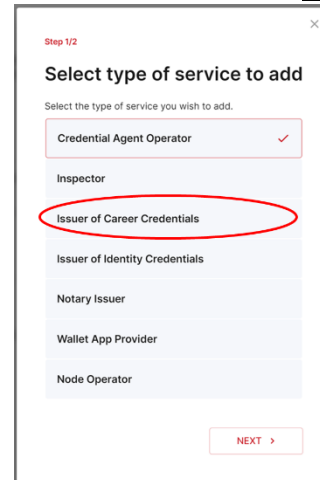 Step 1/2
Select type of service to add
Select the type of service you wish to add.
Credential Agent Operator
Inspector
Issuer of Career Credentials
Issuer of Identity Credentials
Notary Issuer
Wallet App Provider
Node Operator
NEXT >